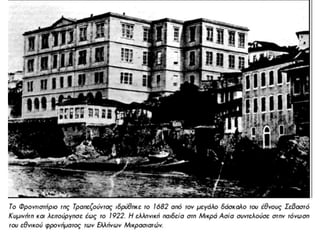 Το Φροντιστήριο της Τραπεζούντας ιδρύθηκε το 1682 από τον μεγάλο δάσκαλο του έθνους Σεβαστό
Κυμινήτη και λειτούργησε έως το 1922. Η ελληνική παιδεία στη Μικρά Ασία συντελούσε στην τόνωση
του εθνικού φρονήματος των Ελλήνων Μικρασιατών.